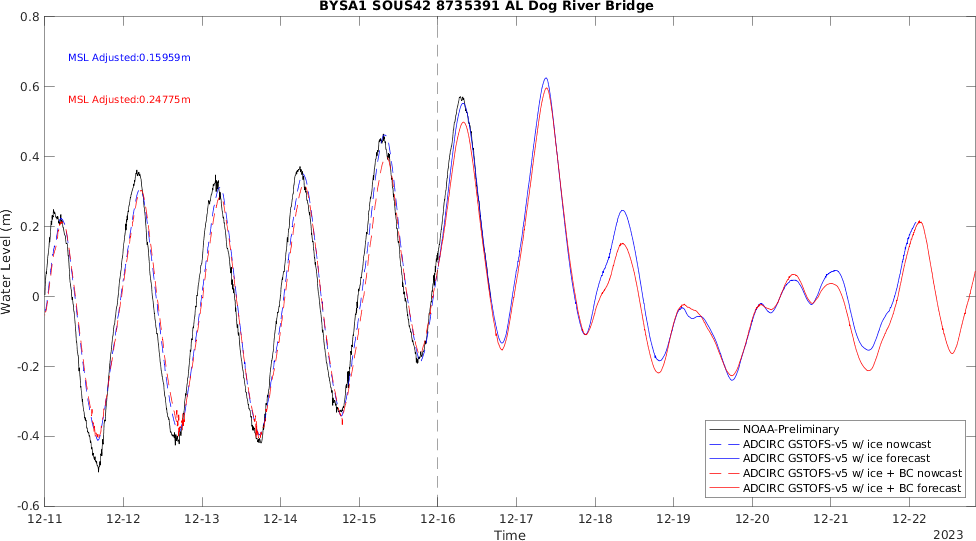 BYSA1 SOUS42 8735391 AL Dog River Bridge
0.8
MSL Adjusted:0.15959m
0.6
MSL Adjusted:0.24775m
0.4
0.2
Water Level (m)
0
-0.2
-0.4
-0.6
NOAA-Preliminary
ADCIRC GSTOFS-v5 w/ ice nowcast
ADCIRC GSTOFS-v5 w/ ice forecast
ADCIRC GSTOFS-v5 w/ ice + BC nowcast
ADCIRC GSTOFS-v5 w/ ice + BC forecast
12-11 12-12 12-13 12-14 12-15 12-16 12-17 12-18 12-19 12-20 12-21 12-22
Time
2023